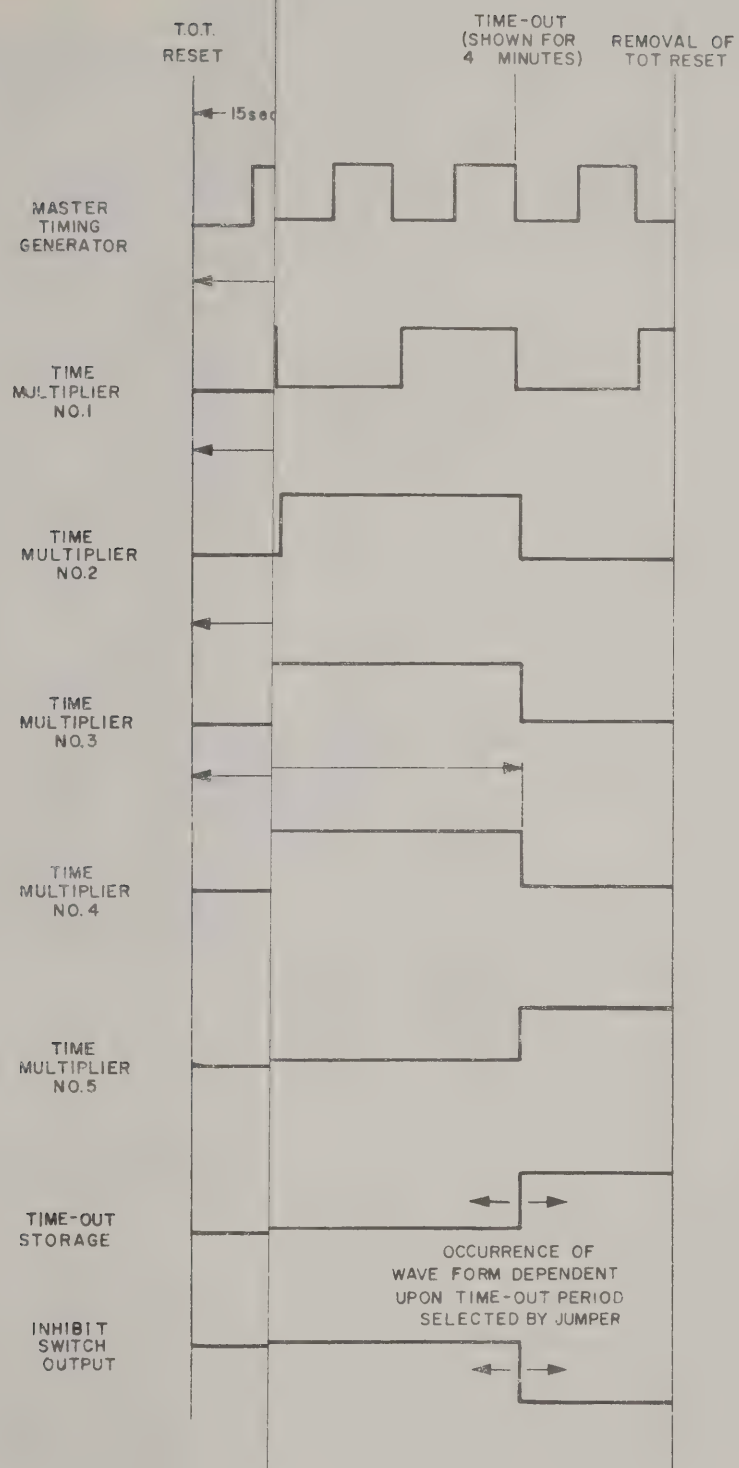 T.O.T.
RESET
TIME-OUT
(SHOWN FOR
4 MINUTES)
REMOVAL OF
TOT RESET
15sec
MASTER
TIMING
GENERATOR
TIME
MULTIPLIER
NO.1
TIME
MULTIPLIER
NO.2
TIME
MULTIPLIER
NO.3
TIME
MULTIPLIER
NO.4
TIME
MULTIPLIER
NO.5
TIME-OUT
STORAGE
OCCURRENCE OF
WAVE FORM DEPENDENT
UPON TIME-OUT PERIOD
SELECTED BY JUMPER
INHIBIT
SWITCH
OUTPUT